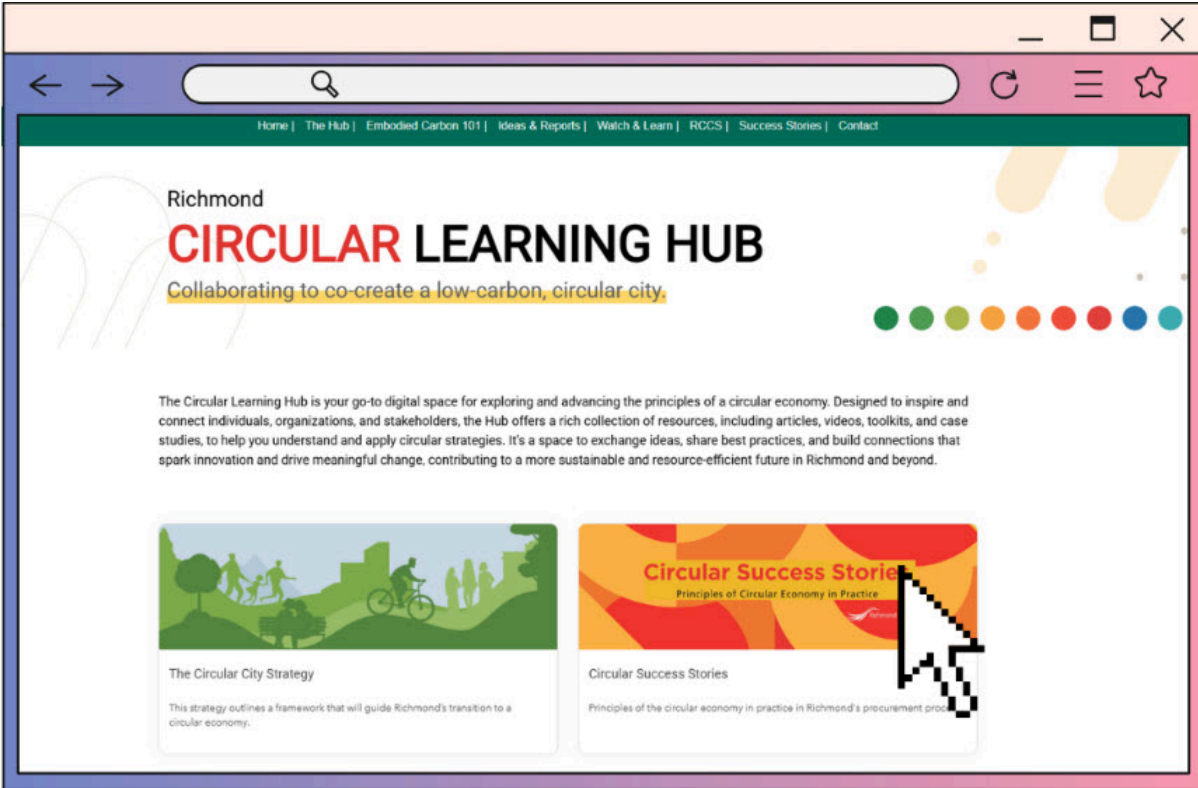 Home | The Hub | Embodied Carbon 101 | Ideas & Reports | Watch & Learn | RCCS | Success Stories | Contact
Richmond
CIRCULAR LEARNING HUB
Collaborating to co-create a low-carbon, circular city.
The Circular Learning Hub is your go-to digital space for exploring and advancing the principles of a circular economy. Designed to inspire and
connect individuals, organizations, and stakeholders, the Hub offers a rich collection of resources, including articles, videos, toolkits, and case
studies, to help you understand and apply circular strategies. It's a space to exchange ideas, share best practices, and build connections that
spark innovation and drive meaningful change, contributing to a more sustainable and resource-efficient future in Richmond and beyond.
Circular Success Storie
Principles of Circular Economy in Practice
Richmond
The Circular City Strategy
This strategy outlines a framework that will guide Richmond's transition to a
circular economy.
Circular Success Stories
Principles of the circular economy in practice in Richmond's procurement